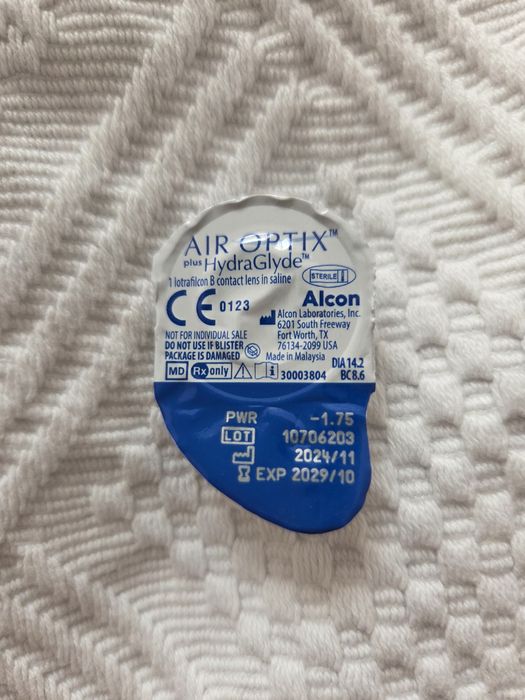 AIR OPTIX™
plus HydraGlyde™
1 lotrafilcon B contact lens in saline
STERILE
CE 0123
Alcon
Alcon Laboratories, Inc.
6201 South Freeway
Fort Worth, TX
76134-2099 USA
Made in Malaysia
NOT FOR INDIVIDUAL SALE
DO NOT USE IF BLISTER
PACKAGE IS DAMAGED
DIA 14.2
BC 8.6
MD Rx only 30003804
PWR -1.75
LOT 10706203
2024/11
EXP 2029/10